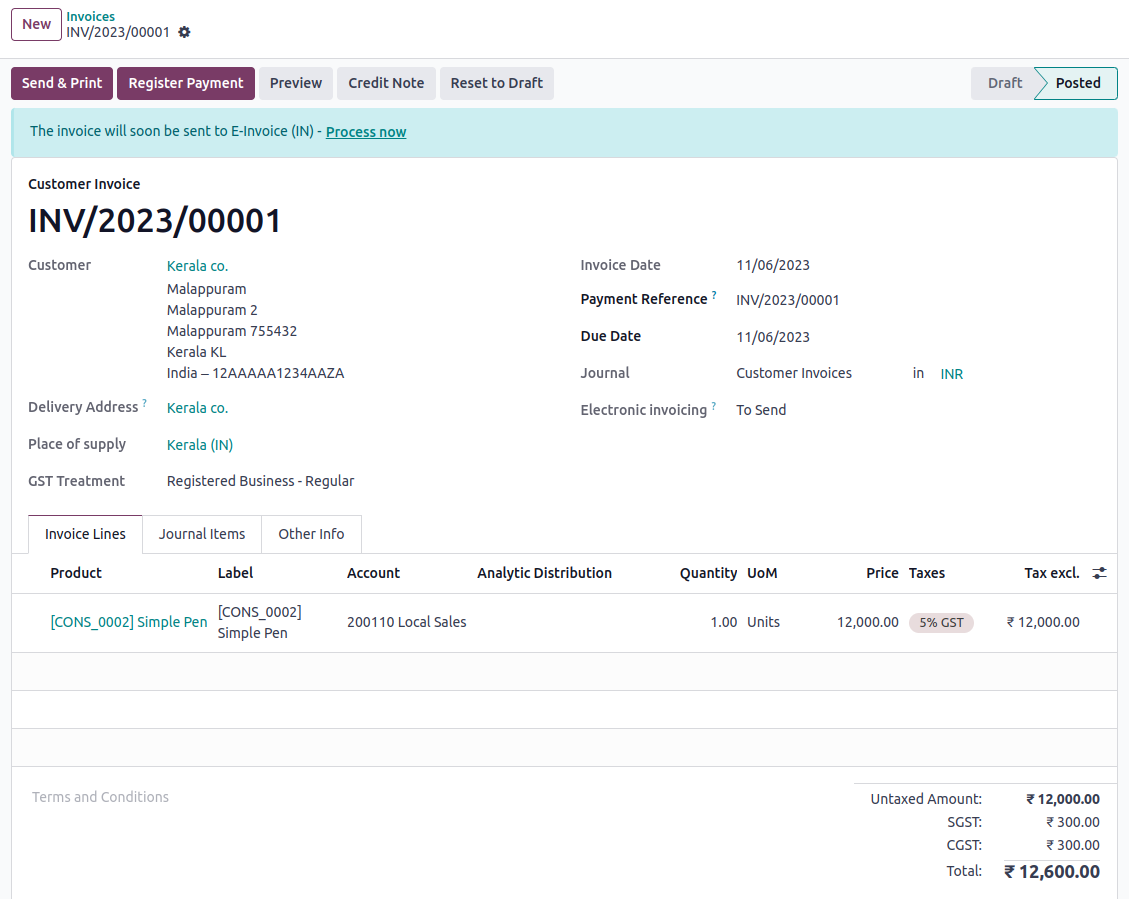 New
Invoices
INV/2023/00001
Send & Print Register Payment Preview Credit Note Reset to Draft Draft Posted
The invoice will soon be sent to E-Invoice (IN) - Process now
Customer Invoice
INV/2023/00001
Customer Kerala co.
Malappuram
Malappuram 2
Malappuram 755432
Kerala KL
India – 12AAAAA1234AAZA
Delivery Address ? Kerala co.
Place of supply Kerala (IN)
GST Treatment Registered Business - Regular
Invoice Date 11/06/2023
Payment Reference ? INV/2023/00001
Due Date 11/06/2023
Journal Customer Invoices in INR
Electronic invoicing ? To Send
Invoice Lines Journal Items Other Info
Product Label Account Analytic Distribution Quantity UoM Price Taxes Tax excl.
[CONS_0002] Simple Pen [CONS_0002] Simple Pen 200110 Local Sales 1.00 Units 12,000.00 5% GST ₹ 12,000.00
Terms and Conditions
Untaxed Amount: ₹ 12,000.00
SGST: ₹ 300.00
CGST: ₹ 300.00
Total: ₹ 12,600.00